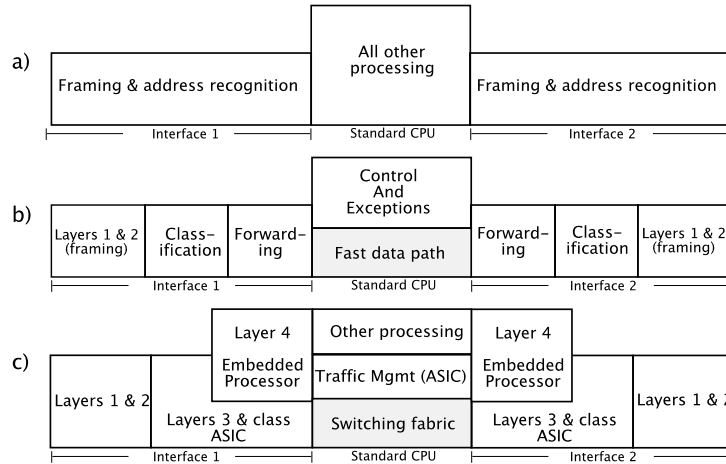 a)
Framing & address recognition
All other
processing
Framing & address recognition
Interface 1
Standard CPU
Interface 2
b)
Layers 1 & 2
(framing)
Class-
ification
Forward-
ing
Control
And
Exceptions
Fast data path
Forward-
ing
Class-
ification
Layers 1 & 2
(framing)
Interface 1
Standard CPU
Interface 2
c)
Layers 1 & 2
Layer 4
Embedded
Processor
Layers 3 & class
ASIC
Other processing
Traffic Mgmt (ASIC)
Switching fabric
Layer 4
Embedded
Processor
Layers 3 & class
ASIC
Layers 1 & 2
Interface 1
Standard CPU
Interface 2